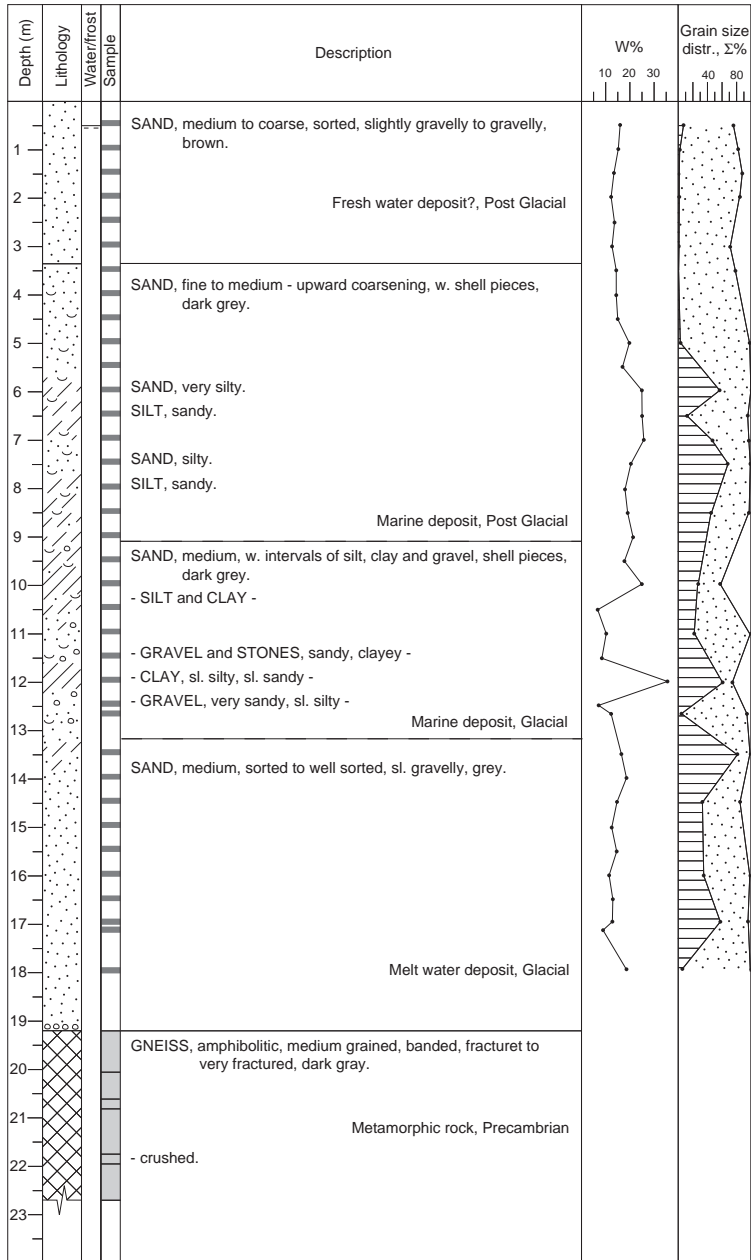 Depth (m)
Lithology
Water/frost
Sample
Description
W%
10 20 30
Grain size
distr., Σ%
40 80
SAND, medium to coarse, sorted, slightly gravelly to gravelly,
brown.
1
2
Fresh water deposit?, Post Glacial
3
SAND, fine to medium - upward coarsening, w. shell pieces,
dark grey.
4
5
SAND, very silty.
6
SILT, sandy.
7
SAND, silty.
SILT, sandy.
8
Marine deposit, Post Glacial
9
SAND, medium, w. intervals of silt, clay and gravel, shell pieces,
dark grey.
10
- SILT and CLAY -
11
- GRAVEL and STONES, sandy, clayey -
- CLAY, sl. silty, sl. sandy -
12
- GRAVEL, very sandy, sl. silty -
Marine deposit, Glacial
13
SAND, medium, sorted to well sorted, sl. gravelly, grey.
14
15
16
17
Melt water deposit, Glacial
18
19
GNEISS, amphibolitic, medium grained, banded, fracturet to
very fractured, dark gray.
20
21
Metamorphic rock, Precambrian
- crushed.
22
23